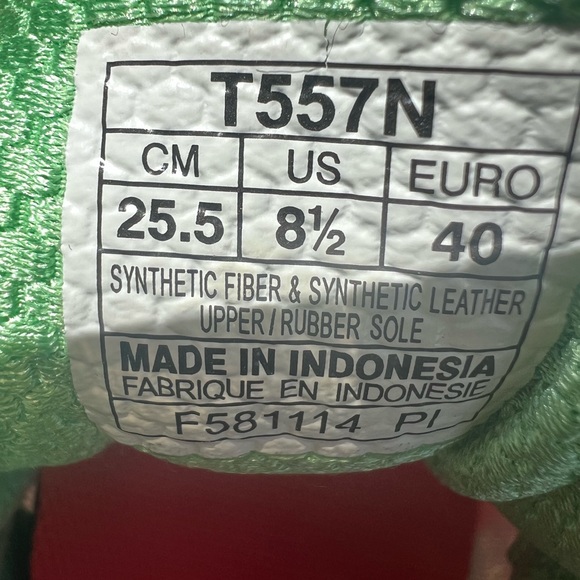 T557N
CM US EURO
25.5 8½ 40
SYNTHETIC FIBER & SYNTHETIC LEATHER
UPPER/RUBBER SOLE
MADE IN INDONESIA
FABRIQUE EN INDONESIE
F581114 PI